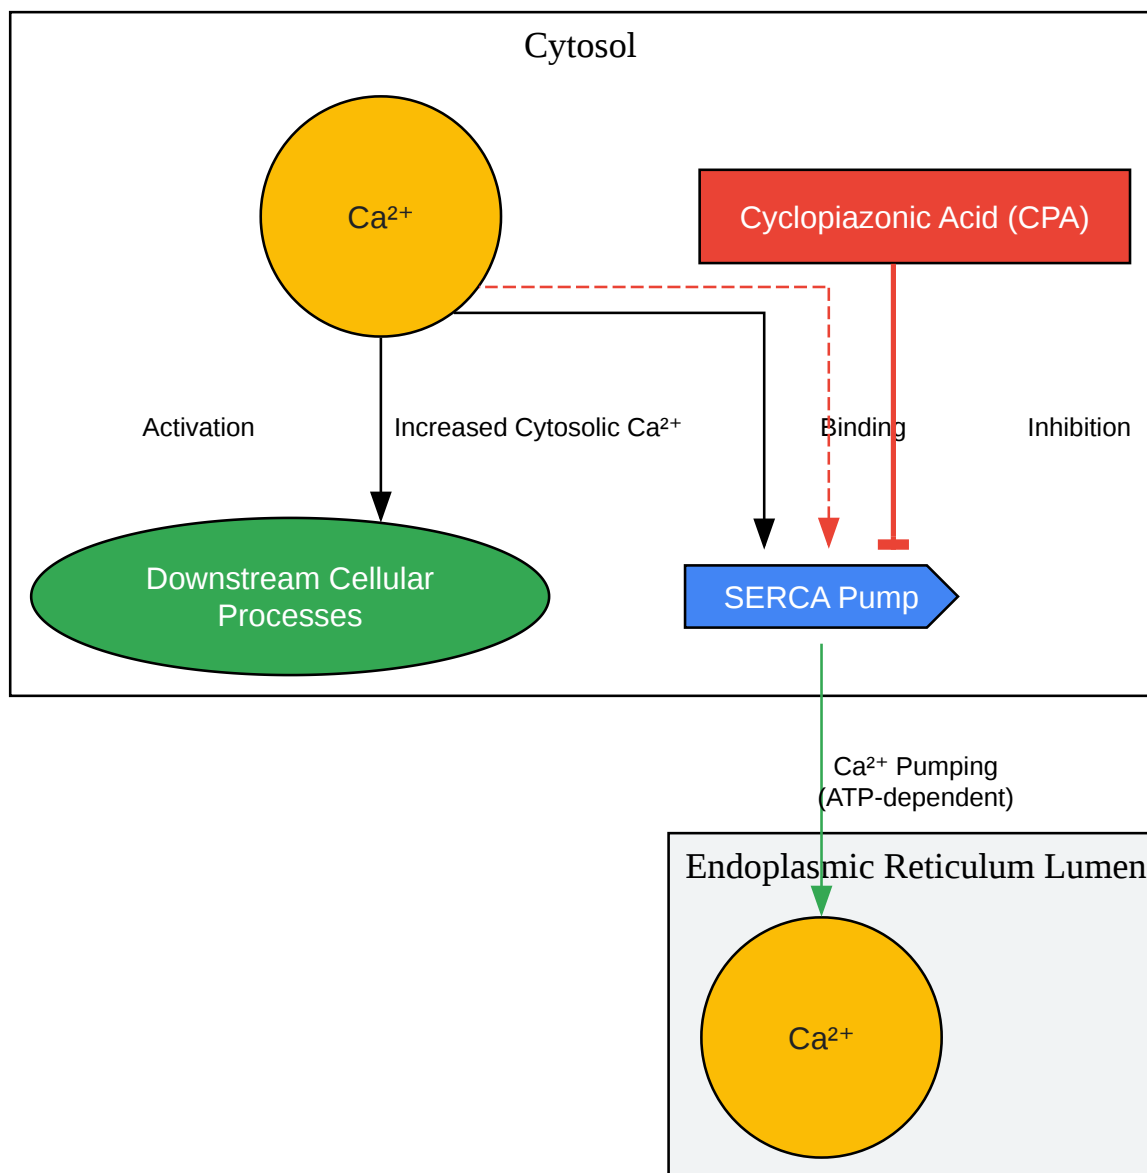 Cytosol
Ca²⁺
Cyclopiazonic Acid (CPA)
Activation
Increased Cytosolic Ca²⁺
Binding
Inhibition
Downstream Cellular
Processes
SERCA Pump
Ca²⁺ Pumping
(ATP-dependent)
Endoplasmic Reticulum Lumen
Ca²⁺